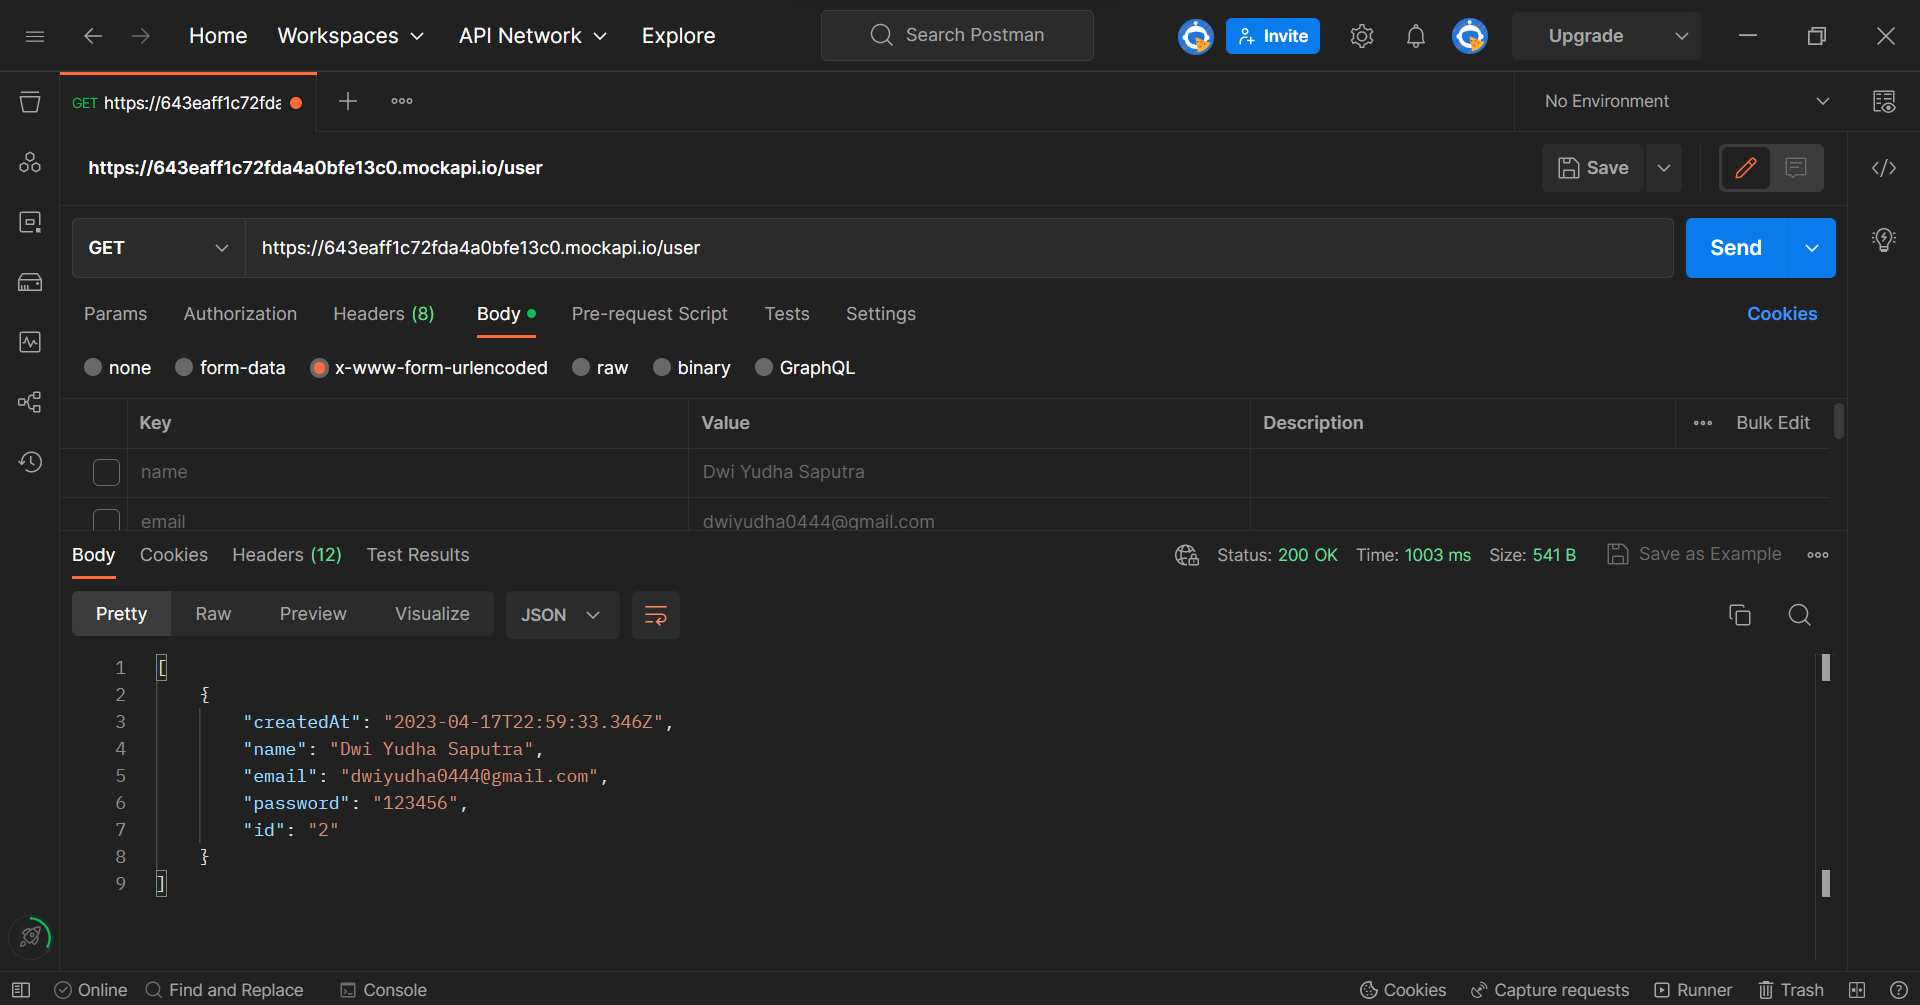 Home Workspaces API Network Explore Search Postman Invite Upgrade
GET https://643eaff1c72fda No Environment
https://643eaff1c72fda4a0bfe13c0.mockapi.io/user Save
GET https://643eaff1c72fda4a0bfe13c0.mockapi.io/user Send
Params Authorization Headers (8) Body Pre-request Script Tests Settings Cookies
none form-data x-www-form-urlencoded raw binary GraphQL
Key Value Description Bulk Edit
name Dwi Yudha Saputra
email dwiyudha0444@gmail.com
Body Cookies Headers (12) Test Results Status: 200 OK Time: 1003 ms Size: 541 B Save as Example
Pretty Raw Preview Visualize JSON
1 [
2 {
3 "createdAt": "2023-04-17T22:59:33.346Z",
4 "name": "Dwi Yudha Saputra",
5 "email": "dwiyudha0444@gmail.com",
6 "password": "123456",
7 "id": "2"
8 }
9 ]
Online Find and Replace Console Cookies Capture requests Runner Trash